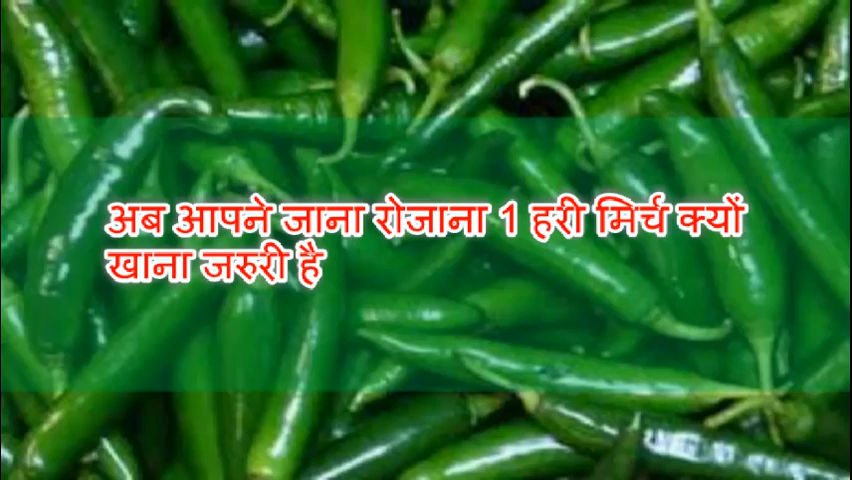 अब आपने जाना रोजाना 1 हरी मिर्च क्यों
खाना जरुरी है